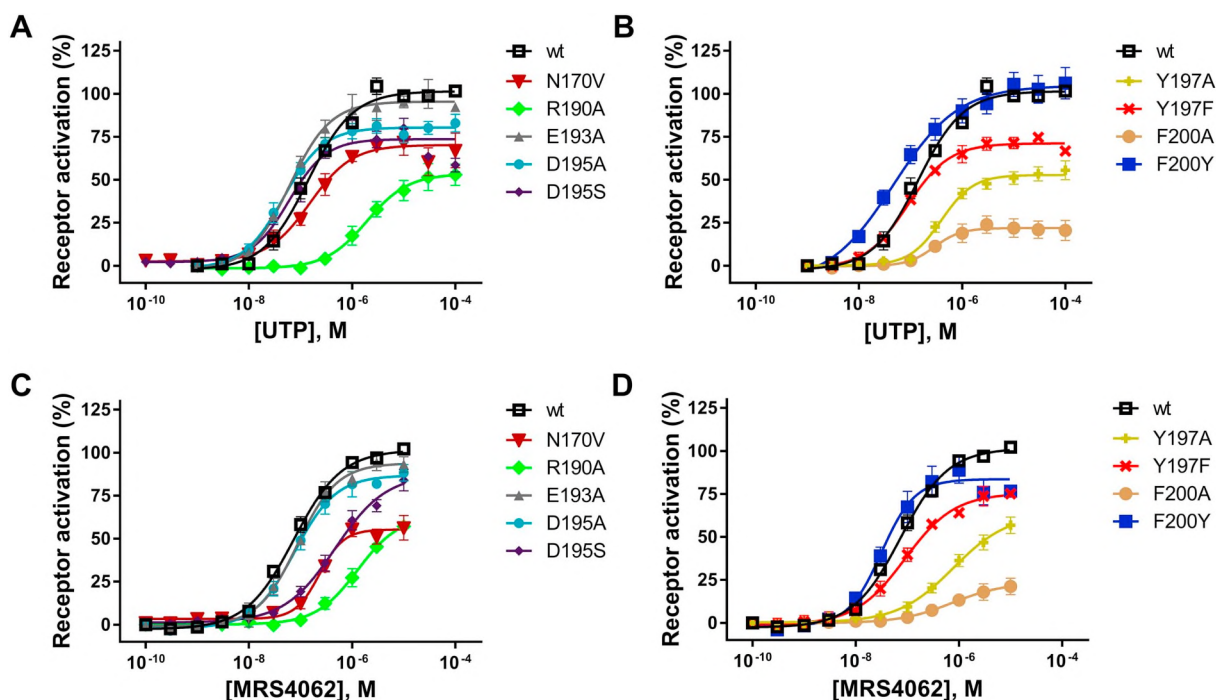 A
Receptor activation (%)
125
100
75
50
25
0
10⁻¹⁰
10⁻⁸
10⁻⁶
10⁻⁴
[UTP], M
wt
N170V
R190A
E193A
D195A
D195S
B
Receptor activation (%)
125
100
75
50
25
0
10⁻¹⁰
10⁻⁸
10⁻⁶
10⁻⁴
[UTP], M
wt
Y197A
Y197F
F200A
F200Y
C
Receptor activation (%)
125
100
75
50
25
0
10⁻¹⁰
10⁻⁸
10⁻⁶
10⁻⁴
[MRS4062], M
wt
N170V
R190A
E193A
D195A
D195S
D
Receptor activation (%)
125
100
75
50
25
0
10⁻¹⁰
10⁻⁸
10⁻⁶
10⁻⁴
[MRS4062], M
wt
Y197A
Y197F
F200A
F200Y